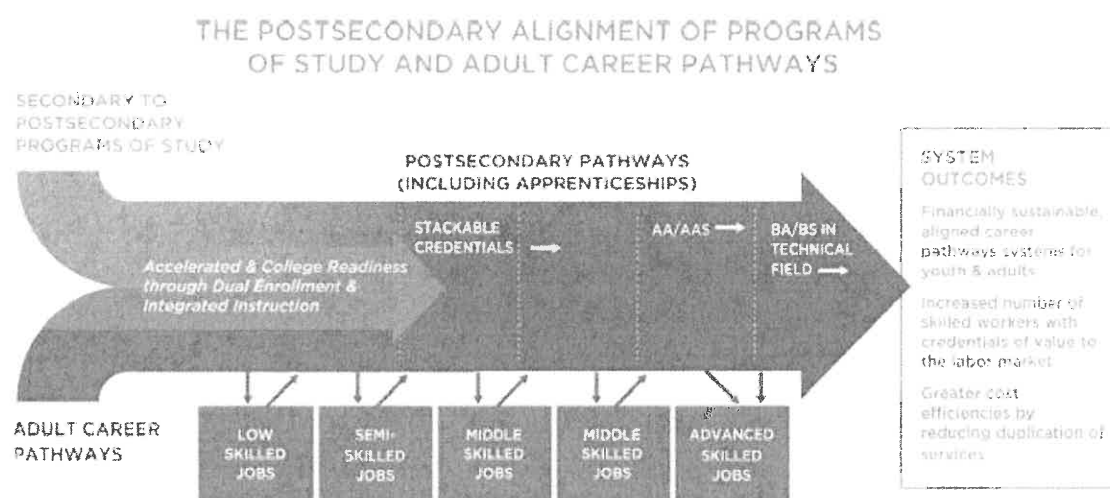 THE POSTSECONDARY ALIGNMENT OF PROGRAMS
OF STUDY AND ADULT CAREER PATHWAYS
SECONDARY TO
POSTSECONDARY
PROGRAMS OF STUDY
POSTSECONDARY PATHWAYS
(INCLUDING APPRENTICESHIPS)
Accelerated & College Readiness
through Dual Enrollment &
Integrated Instruction
STACKABLE
CREDENTIALS
AA/AAS
BA/BS IN
TECHNICAL
FIELD
ADULT CAREER
PATHWAYS
LOW
SKILLED
JOBS
SEMI-
SKILLED
JOBS
MIDDLE
SKILLED
JOBS
MIDDLE
SKILLED
JOBS
ADVANCED
SKILLED
JOBS
SYSTEM
OUTCOMES
Financially sustainable,
aligned career
pathways systems for
youth & adults
Increased number of
skilled workers with
credentials of value to
the labor market
Greater cost
efficiencies by
reducing duplication of
services